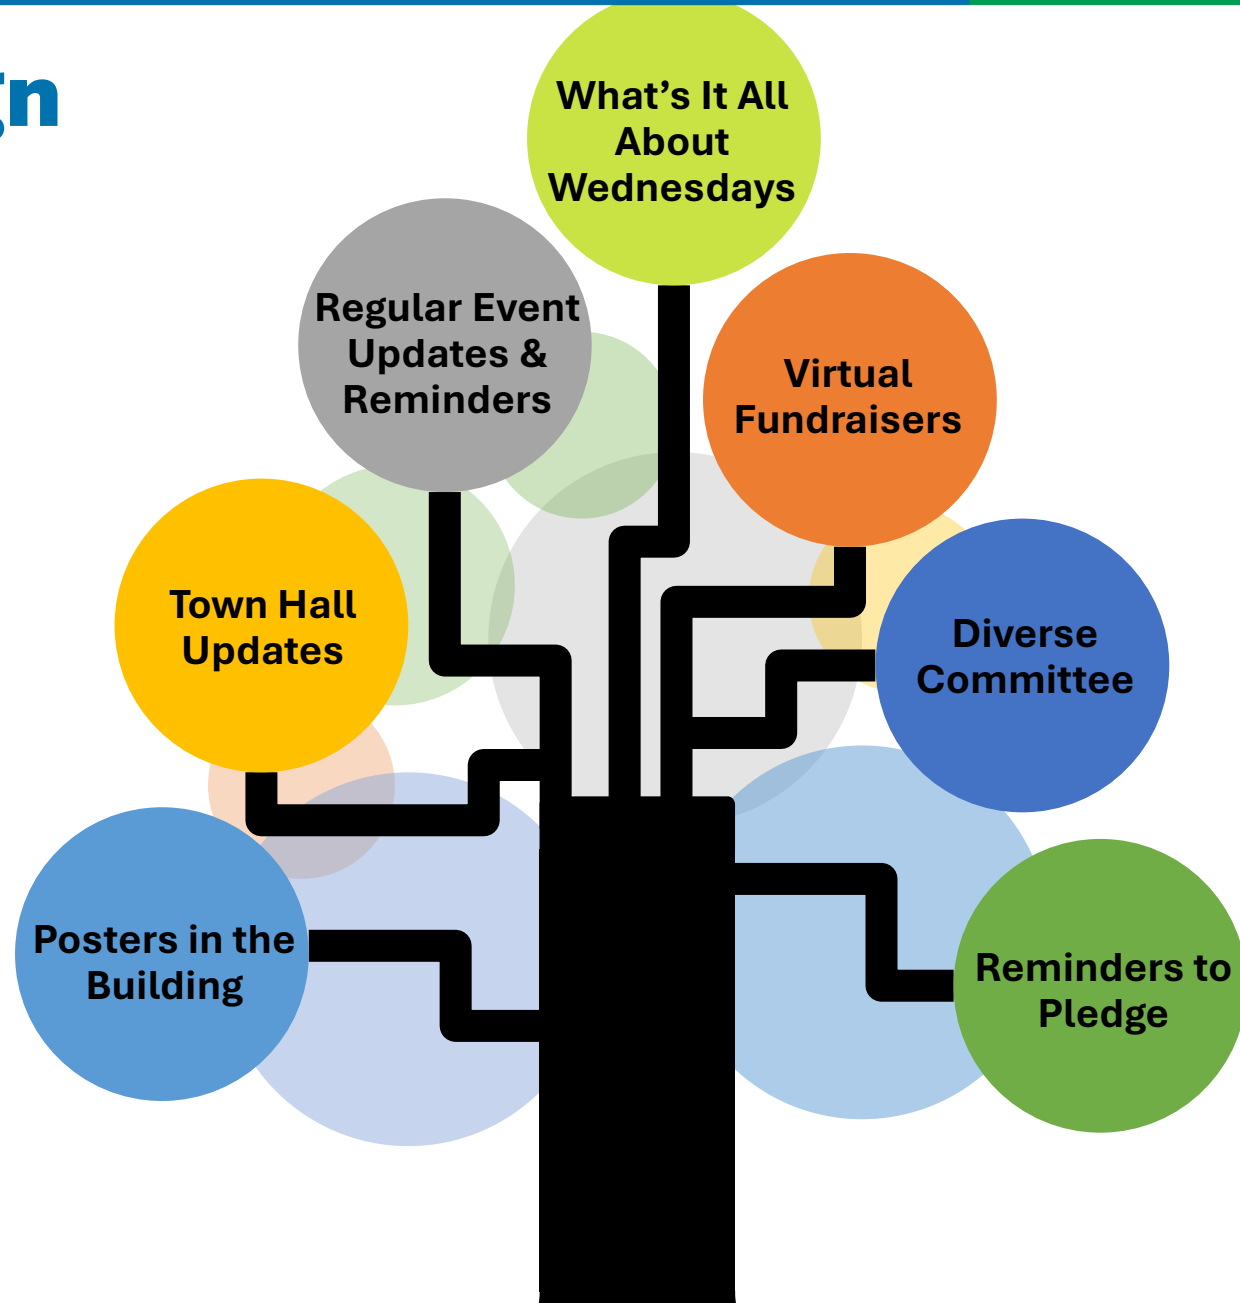 gn
What’s It All
About
Wednesdays
Regular Event
Updates &
Reminders
Virtual
Fundraisers
Town Hall
Updates
Diverse
Committee
Posters in the
Building
Reminders to
Pledge